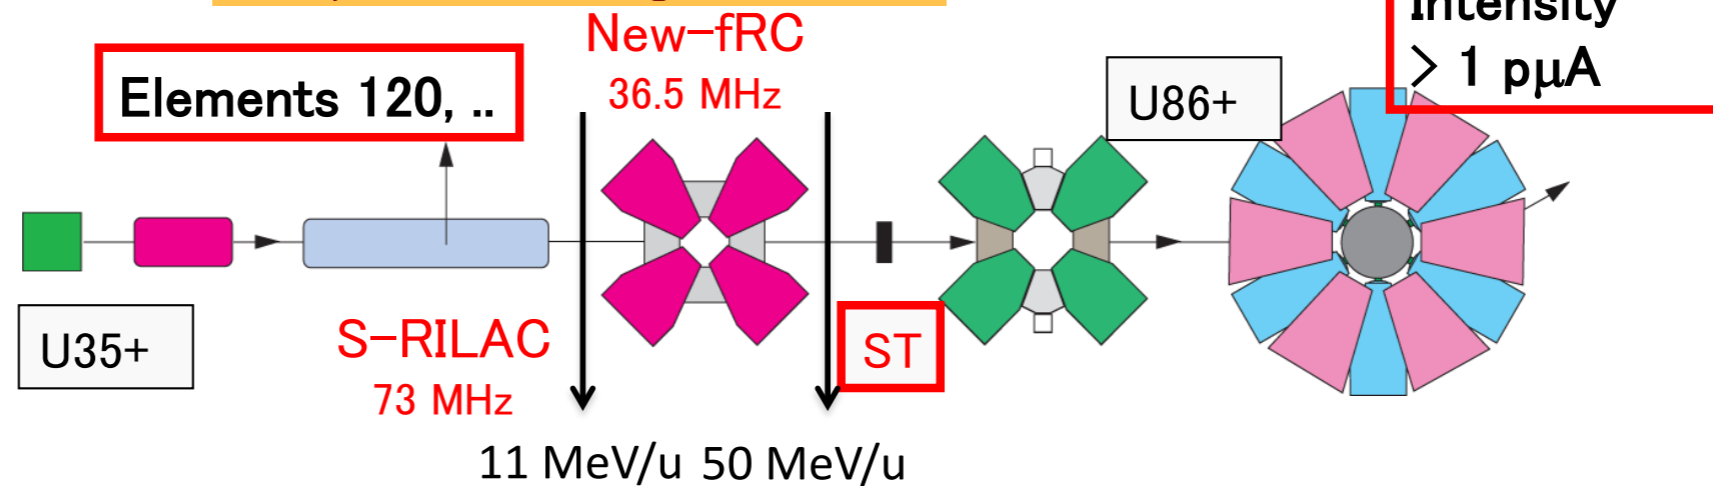 Intensity
> 1 pμA
New-fRC
36.5 MHz
Elements 120, ..
U86+
U35+
S-RILAC
73 MHz
ST
11 MeV/u 50 MeV/u